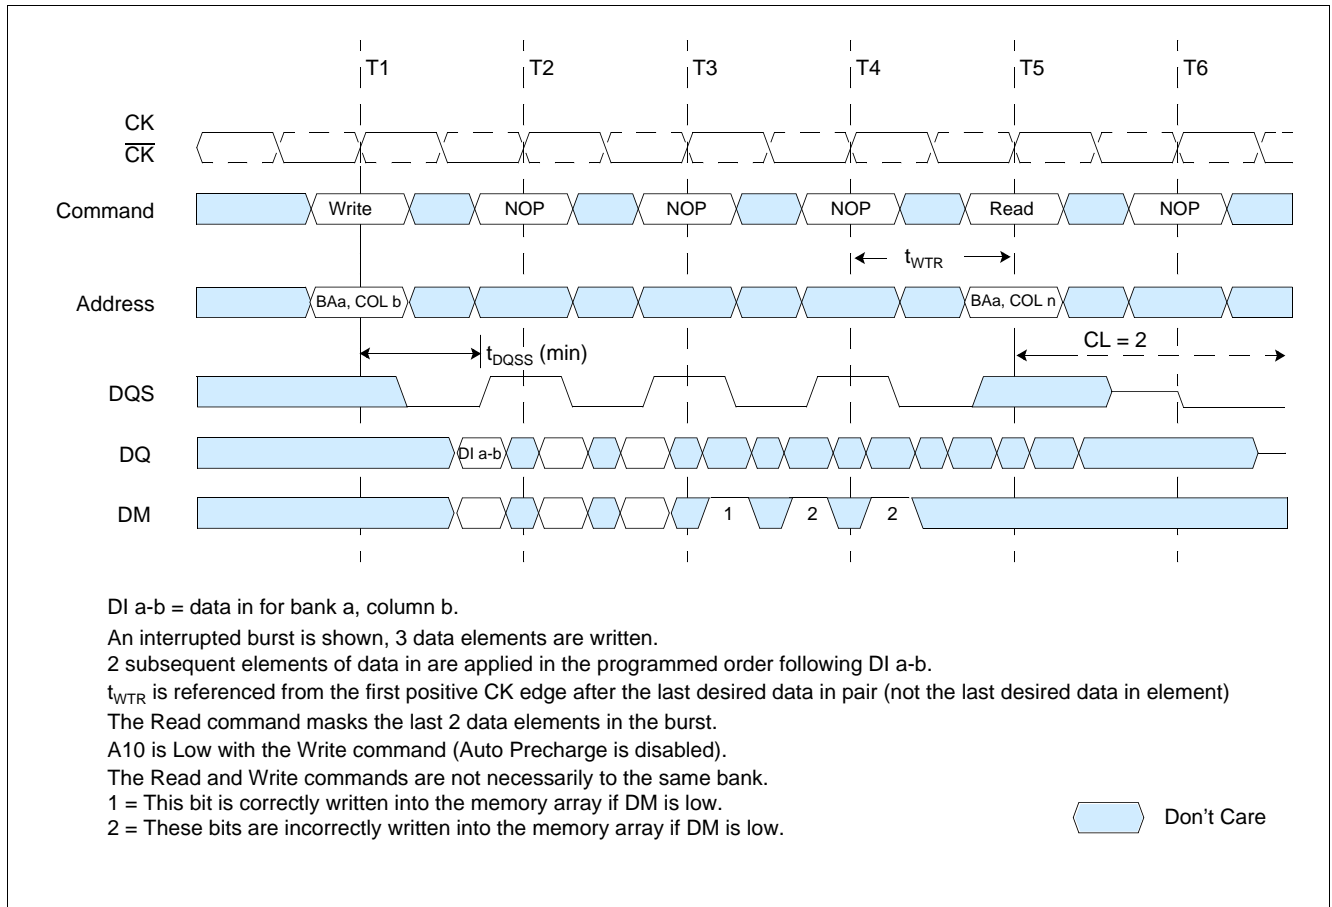 T1 T2 T3 T4 T5 T6
CK
CK
Command Write NOP NOP NOP Read NOP
tWTR
Address BAa, COL b BAa, COL n
tDQSS (min) CL = 2
DQS
DQ DI a-b
DM 1 2 2
DI a-b = data in for bank a, column b.
An interrupted burst is shown, 3 data elements are written.
2 subsequent elements of data in are applied in the programmed order following DI a-b.
tWTR is referenced from the first positive CK edge after the last desired data in pair (not the last desired data in element)
The Read command masks the last 2 data elements in the burst.
A10 is Low with the Write command (Auto Precharge is disabled).
The Read and Write commands are not necessarily to the same bank.
1 = This bit is correctly written into the memory array if DM is low.
2 = These bits are incorrectly written into the memory array if DM is low.
Don't Care